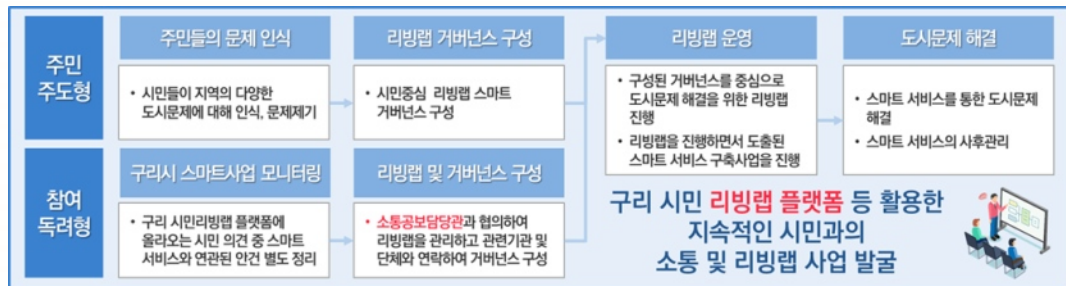 주민
주도형
주민들의 문제 인식
• 시민들이 지역의 다양한
도시문제에 대해 인식, 문제제기
리빙랩 거버넌스 구성
• 시민중심 리빙랩 스마트
거버넌스 구성
리빙랩 운영
• 구성된 거버넌스를 중심으로
도시문제 해결을 위한 리빙랩
진행
• 리빙랩을 진행하면서 도출된
스마트 서비스 구축사업을 진행
도시문제 해결
• 스마트 서비스를 통한 도시문제
해결
• 스마트 서비스의 사후관리
참여
독려형
구리시 스마트사업 모니터링
• 구리 시민리빙랩 플랫폼에
올라오는 시민 의견 중 스마트
서비스와 연관된 안건 별도 정리
리빙랩 및 거버넌스 구성
• 소통공보담당관과 협의하여
리빙랩을 관리하고 관련기관 및
단체와 연락하여 거버넌스 구성
구리 시민 리빙랩 플랫폼 등 활용한
지속적인 시민과의
소통 및 리빙랩 사업 발굴